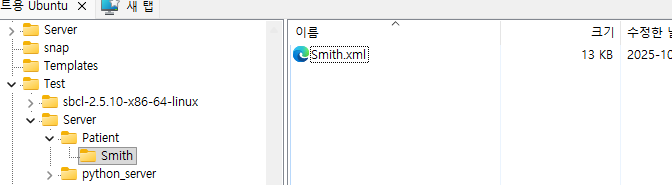 트용 Ubuntu 새 탭
Server
snap
Templates
Test
sbcl-2.5.10-x86-64-linux
Server
Patient
Smith
python_server
이름 크기 수정한
Smith.xml 13 KB 2025-10